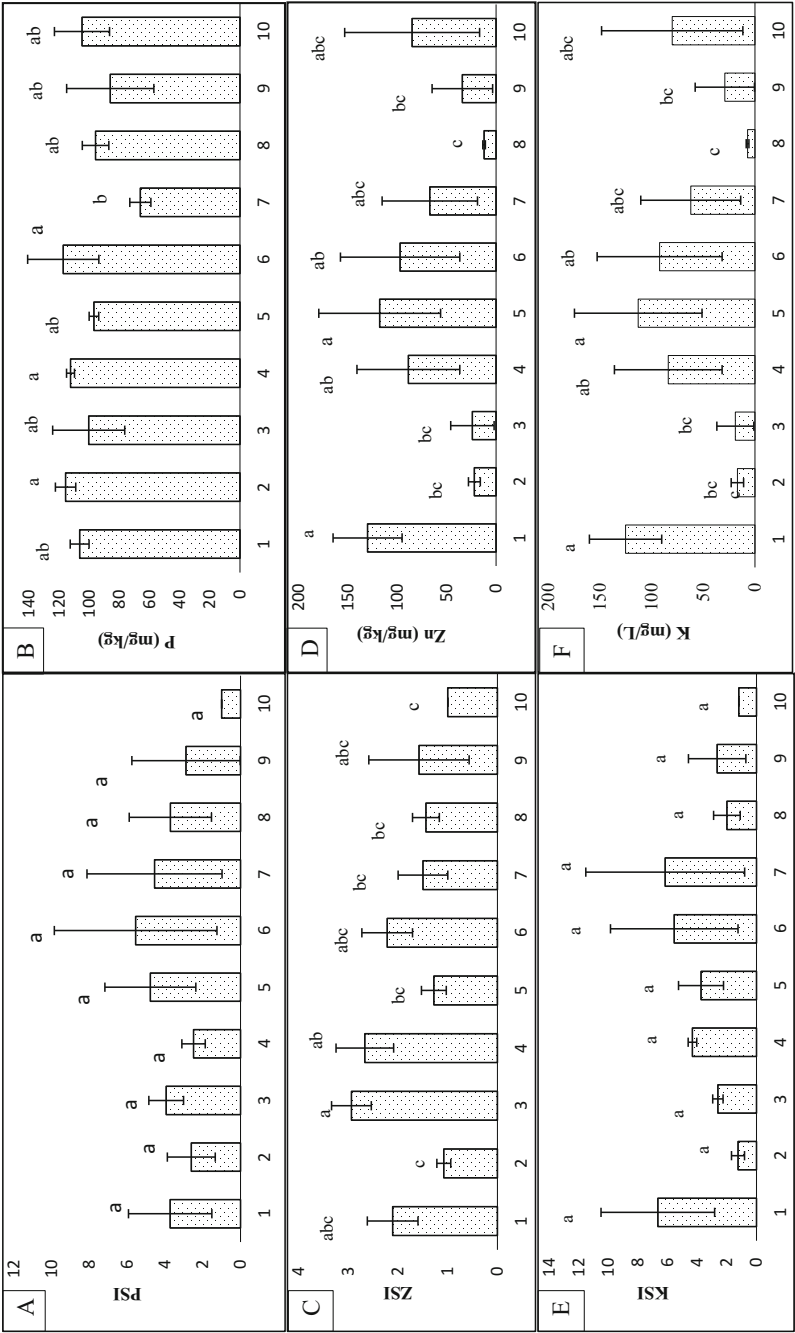 A
PSI
12
10
8
6
4
2
0
a a a a a a a a a a
1 2 3 4 5 6 7 8 9 10
B
P (mg/kg)
140
120
100
80
60
40
20
0
ab a ab a ab a b ab ab ab
1 2 3 4 5 6 7 8 9 10
C
ZSI
4
3
2
1
0
abc c a ab bc abc bc bc abc c
1 2 3 4 5 6 7 8 9 10
D
Zn (mg/kg)
200
150
100
50
0
a bc bc ab a ab abc c bc abc
1 2 3 4 5 6 7 8 9 10
E
KSI
14
12
10
8
6
4
2
0
a a a a a a a a a a
1 2 3 4 5 6 7 8 9 10
F
K (mg/L)
200
150
100
50
0
a bc bc ab a ab abc c bc abc
c
1 2 3 4 5 6 7 8 9 10